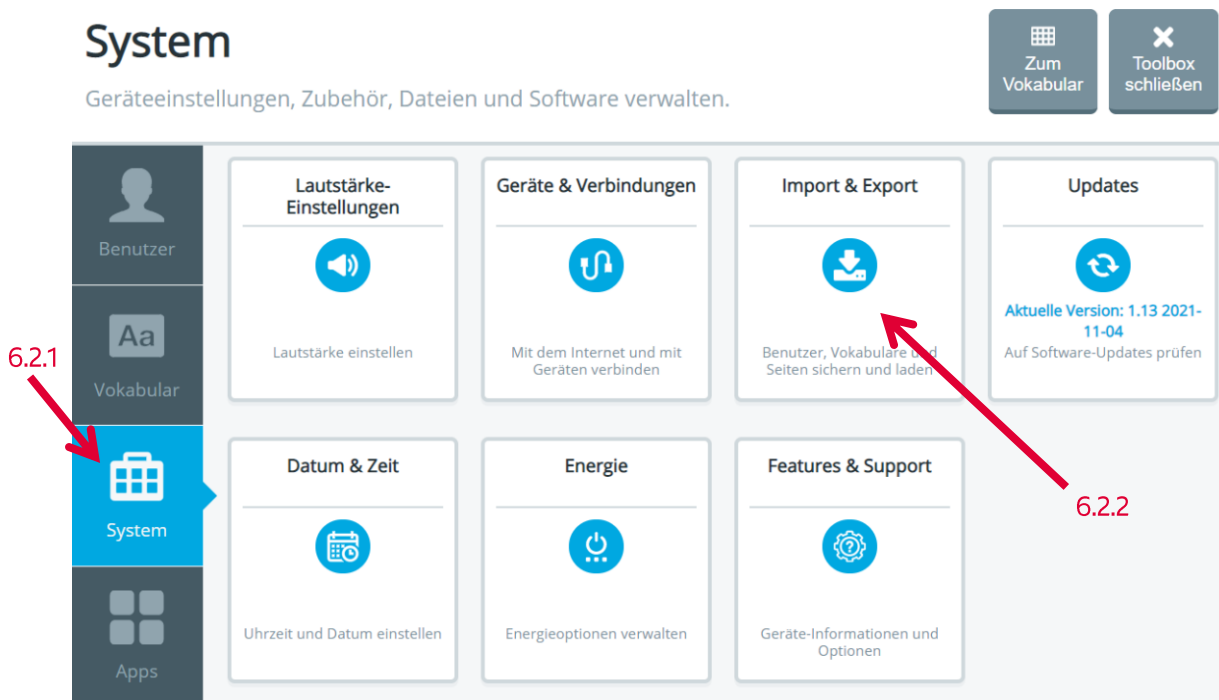 System
Geräteeinstellungen, Zubehör, Dateien und Software verwalten.
Zum
Vokabular
Toolbox
schließen
Benutzer
Aa
Vokabular
System
Apps
6.2.1
Lautstärke-
Einstellungen
Lautstärke einstellen
Geräte & Verbindungen
Mit dem Internet und mit
Geräten verbinden
Import & Export
Benutzer, Vokabulare und
Seiten sichern und laden
Updates
Aktuelle Version: 1.13 2021-
11-04
Auf Software-Updates prüfen
Datum & Zeit
Uhrzeit und Datum einstellen
Energie
Energieoptionen verwalten
Features & Support
?
Geräte-Informationen und
Optionen
6.2.2